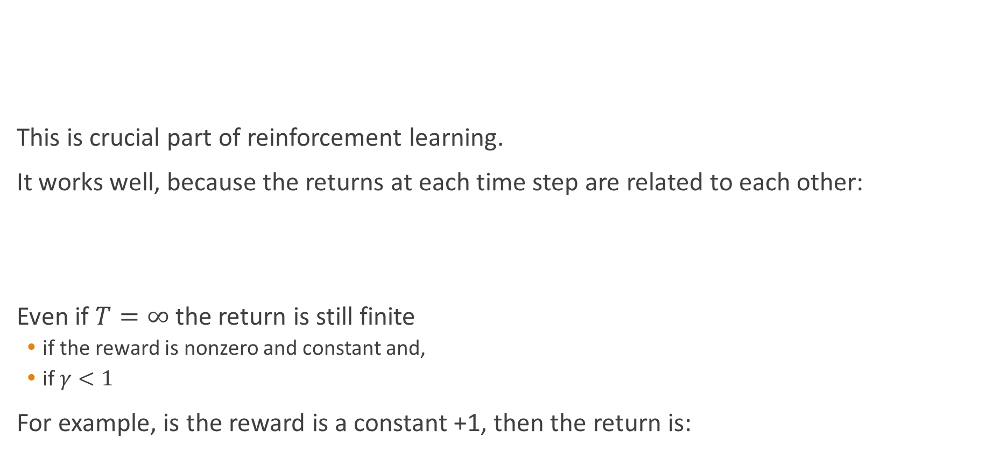 This is crucial part of reinforcement learning.
It works well, because the returns at each time step are related to each other:
Even if 𝑇 = ∞ the return is still finite
• if the reward is nonzero and constant and,
• if 𝛾 < 1
For example, is the reward is a constant +1, then the return is: